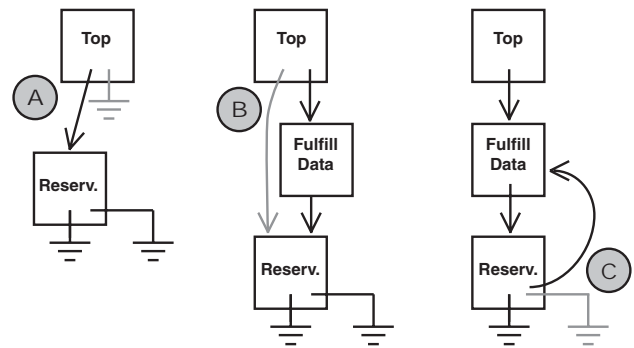 Top
A
Reserv.
Top
B
Fulfill
Data
Reserv.
Top
Fulfill
Data
Reserv.
C